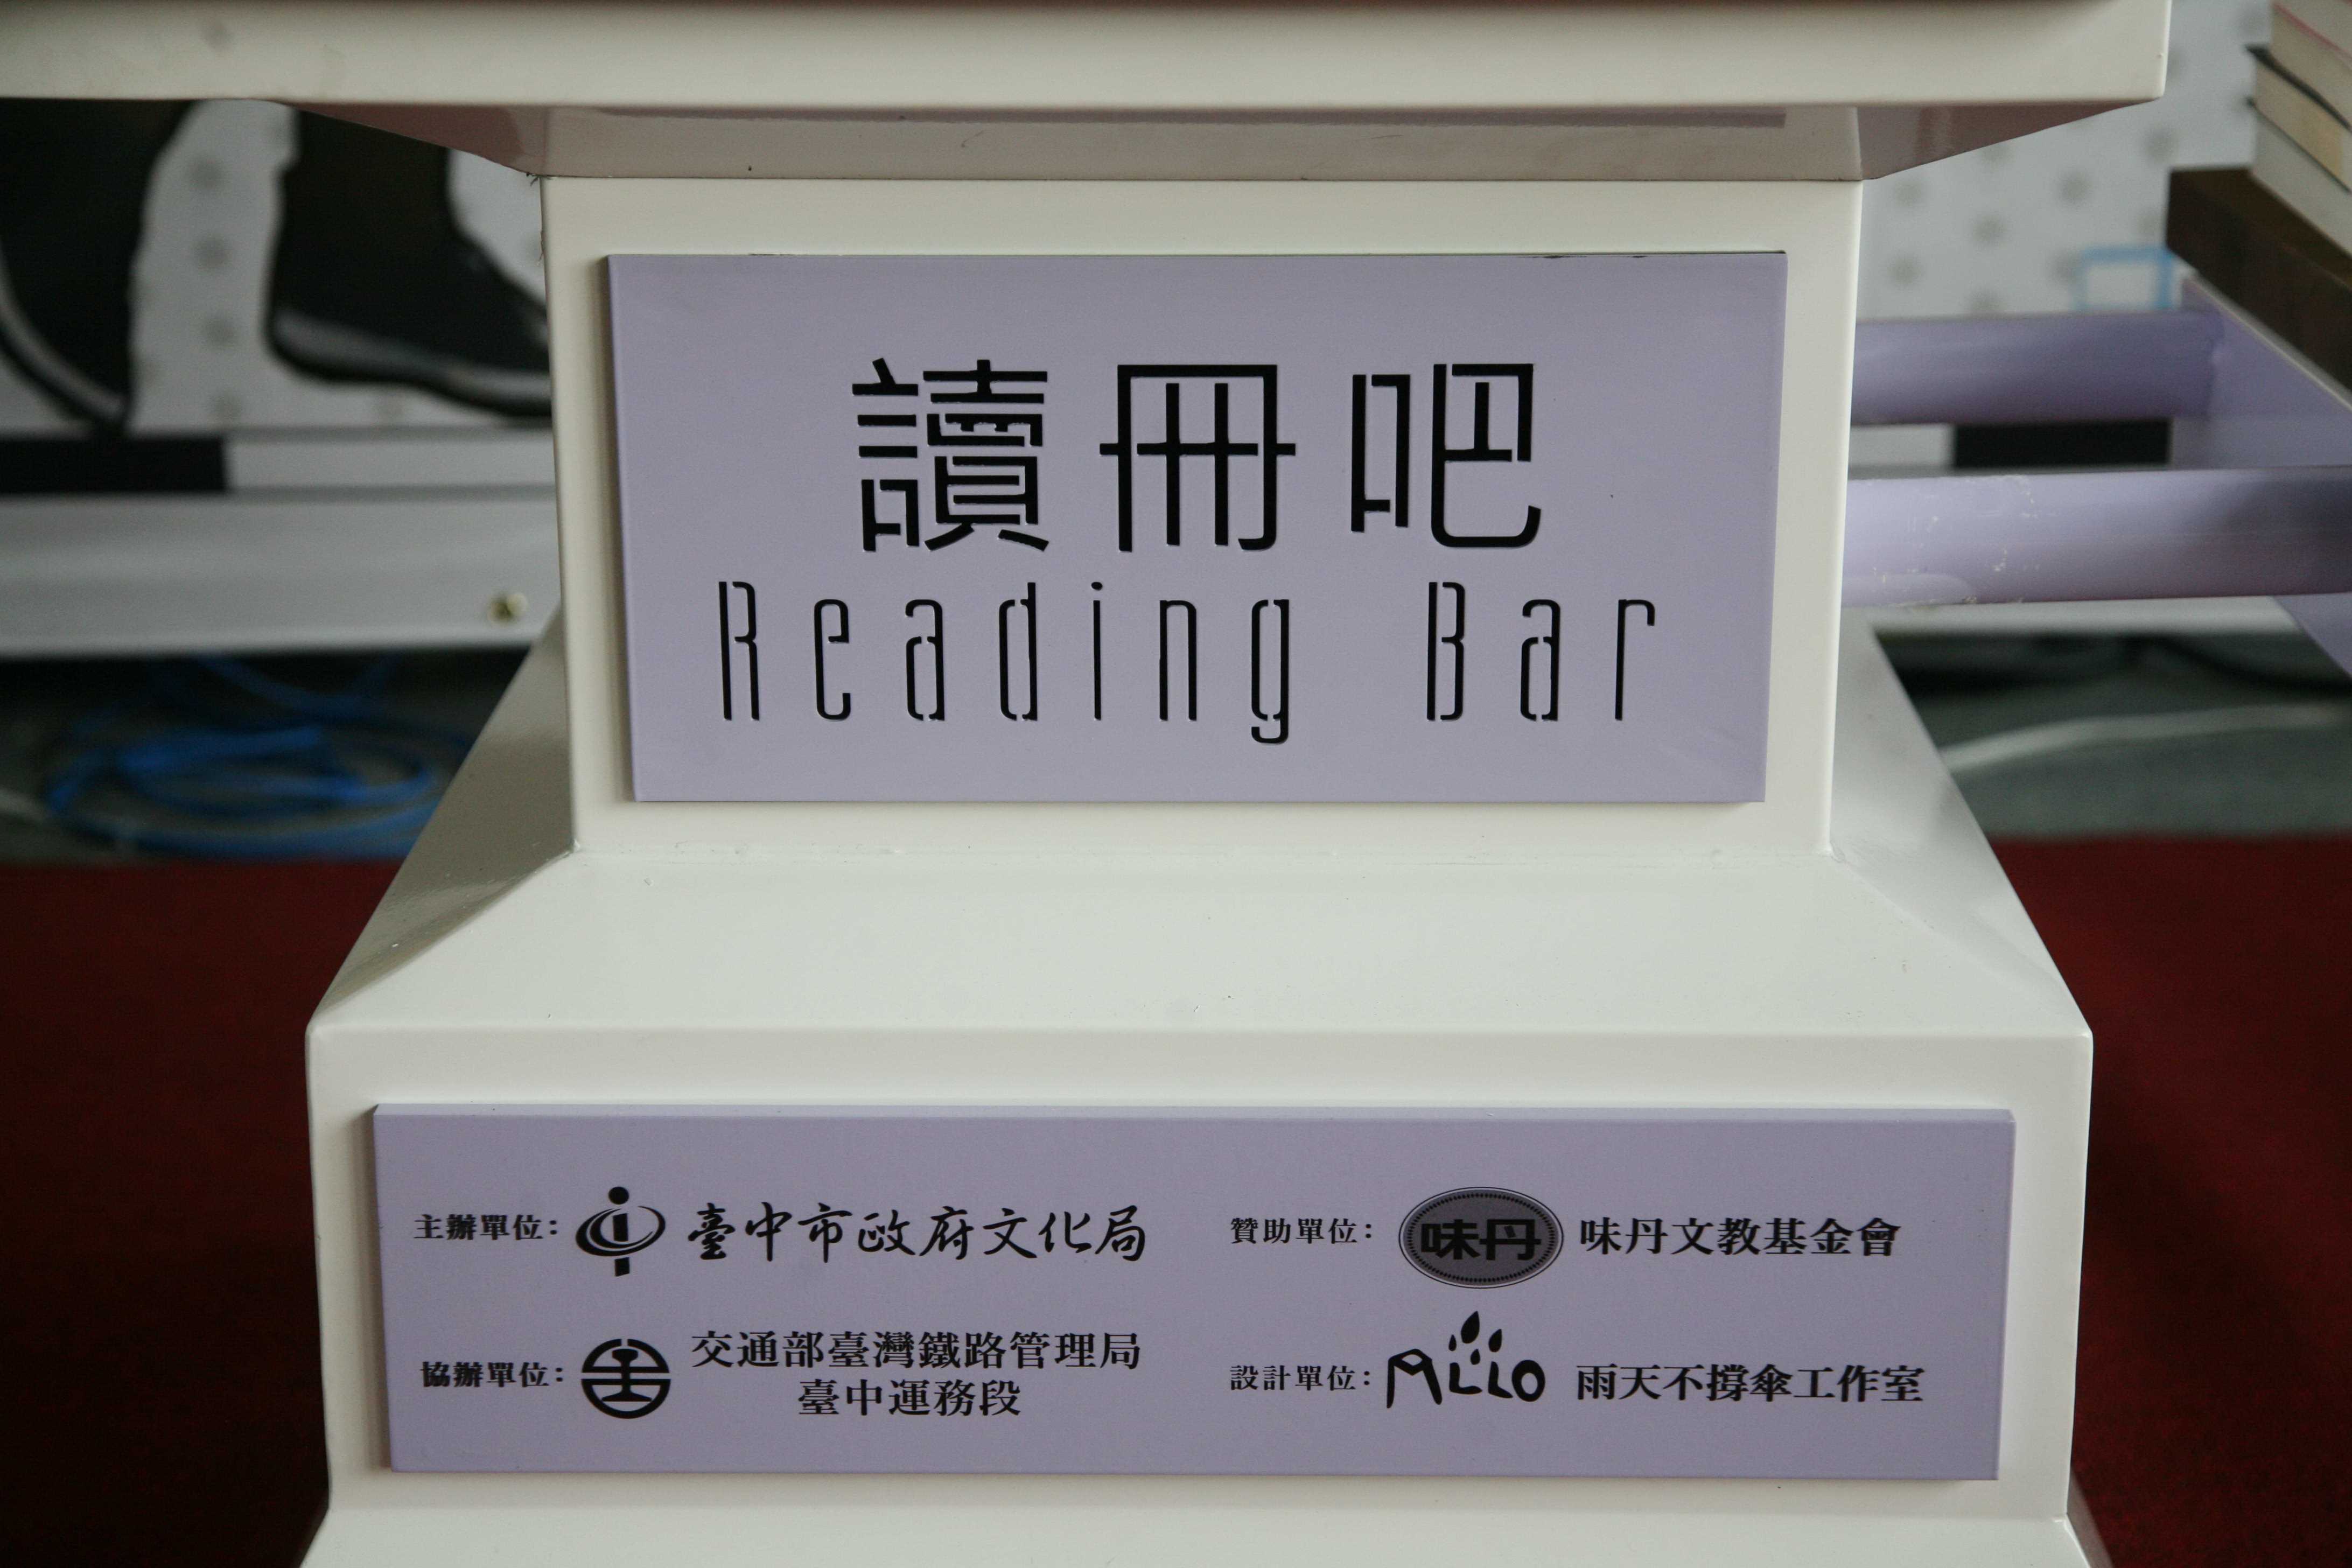 讀冊吧
Reading Bar
主辦單位： 臺中市政府文化局
贊助單位： 味丹 味丹文教基金會
協辦單位： 交通部臺灣鐵路管理局
臺中運務段
設計單位： ALLO 雨天不撐傘工作室